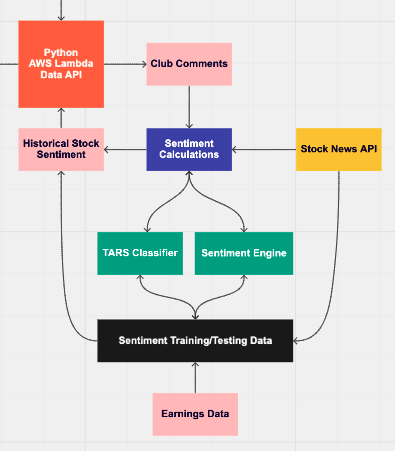 Python
AWS Lambda
Data API
Club Comments
Historical Stock
Sentiment
Sentiment
Calculations
Stock News API
TARS Classifier
Sentiment Engine
Sentiment Training/Testing Data
Earnings Data